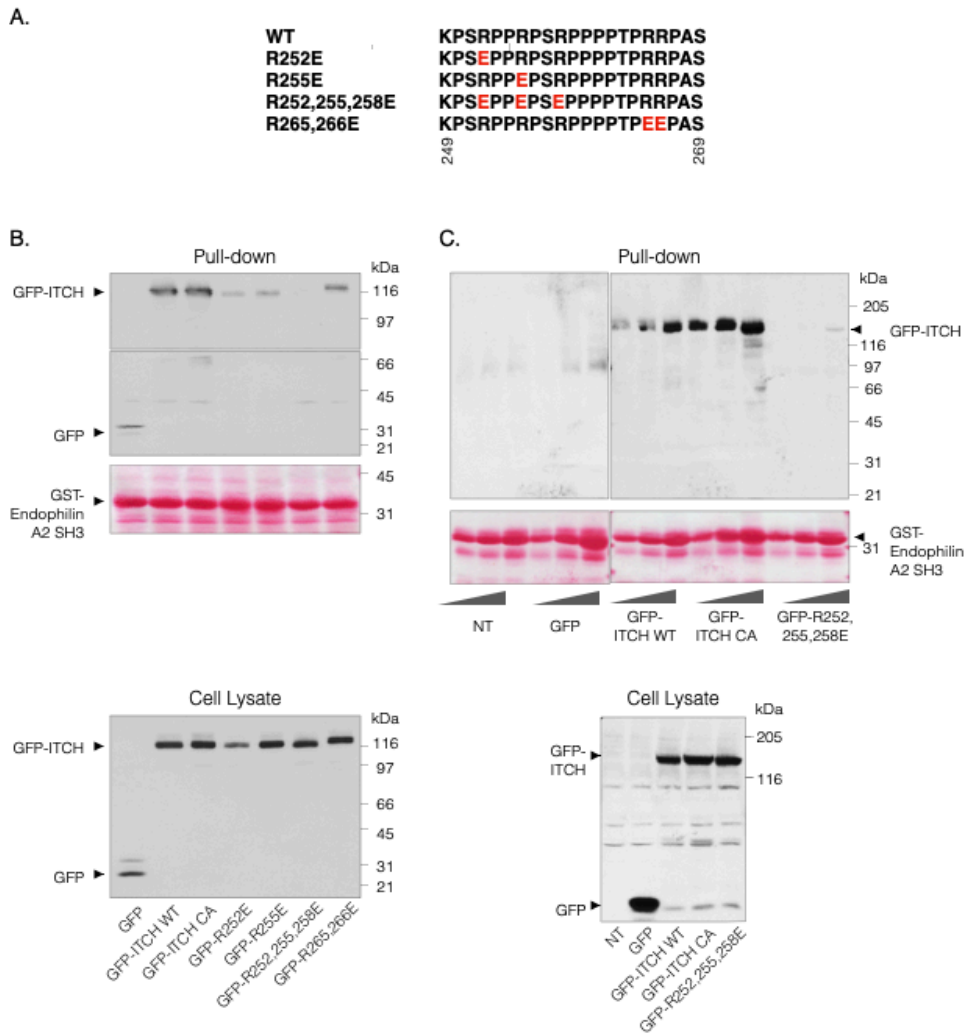 A.
WT KPSRPPRPSRPPPPTPRRPAS
R252E KPSEPPRPSRPPPPTPRRPAS
R255E KPSRPPEPSRPPPPTPRRPAS
R252,255,258E KPSEPPEPSEPPPPTPRRPAS
R265,266E KPSRPPRPSRPPPPTPEEPAS
249 269
B.
Pull-down
kDa
GFP-ITCH
116
97
66
45
GFP
31
21
45
GST-
Endophilin
A2 SH3
31
Cell Lysate
kDa
GFP-ITCH
116
97
66
45
31
GFP
21
GFP
GFP-ITCH WT
GFP-ITCH CA
GFP-R252E
GFP-R255E
GFP-R252,255,258E
GFP-R265,266E
C.
Pull-down
kDa
205
GFP-ITCH
116
97
66
45
31
21
31
GST-
Endophilin
A2 SH3
NT
GFP
GFP-
ITCH WT
GFP-
ITCH CA
GFP-R252,
255,258E
Cell Lysate
kDa
205
GFP-
ITCH
116
GFP
NT
GFP
GFP-ITCH WT
GFP-ITCH CA
GFP-R252,255,258E